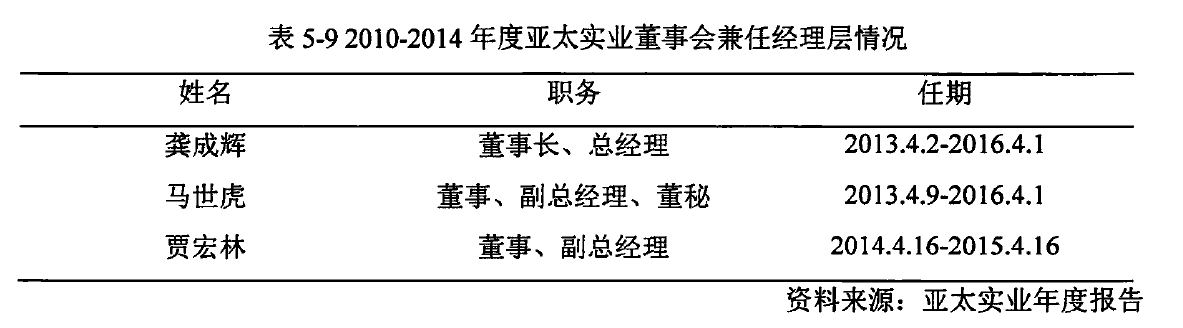 表 5-9 2010-2014 年度亚太实业董事会兼任经理层情况
姓名 职务 任期
龚成辉 董事长、总经理 2013.4.2-2016.4.1
马世虎 董事、副总经理、董秘 2013.4.9-2016.4.1
贾宏林 董事、副总经理 2014.4.16-2015.4.16
资料来源：亚太实业年度报告